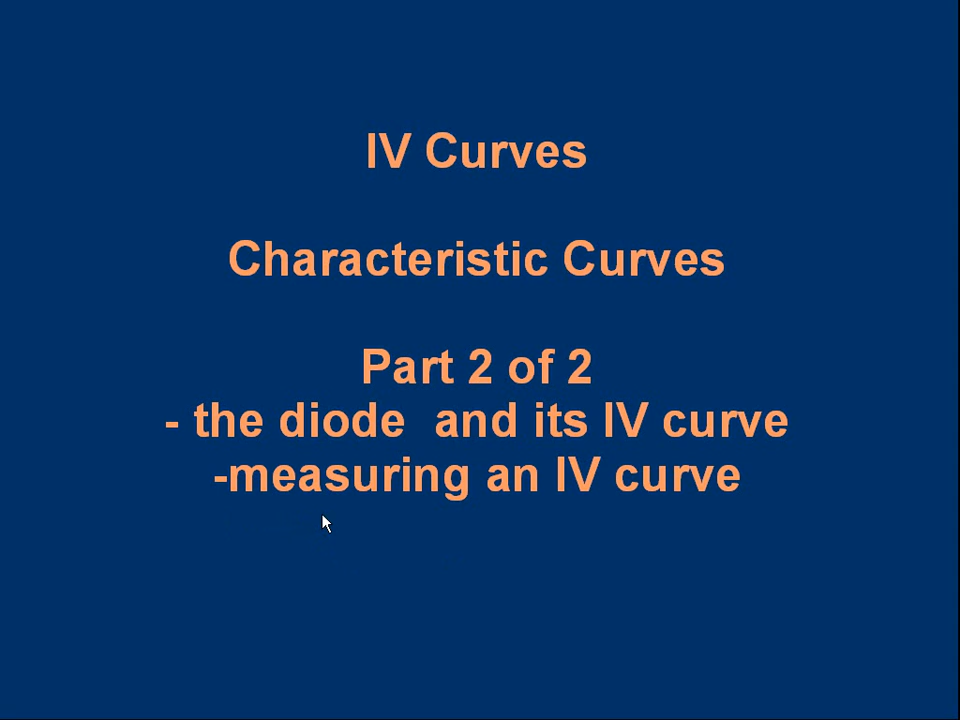 IV Curves
Characteristic Curves
Part 2 of 2
- the diode  and its IV curve
-measuring an IV curve